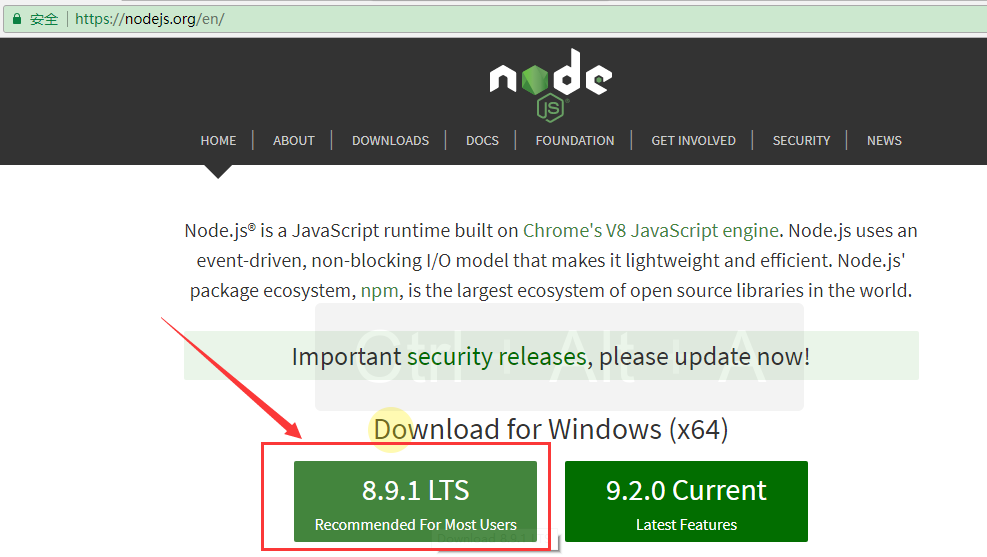 安全 https://nodejs.org/en/
node
JS
HOME ABOUT DOWNLOADS DOCS FOUNDATION GET INVOLVED SECURITY NEWS
Node.js® is a JavaScript runtime built on Chrome's V8 JavaScript engine. Node.js uses an
event-driven, non-blocking I/O model that makes it lightweight and efficient. Node.js'
package ecosystem, npm, is the largest ecosystem of open source libraries in the world.
Important security releases, please update now!
Ctrl + Alt + A
Download for Windows (x64)
8.9.1 LTS 9.2.0 Current
Recommended For Most Users Latest Features